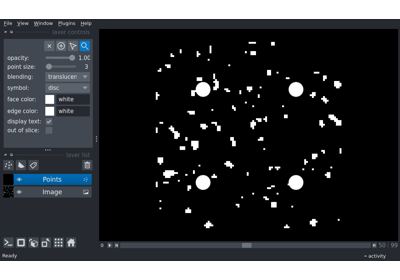 File View Window Plugins Help
layer controls
opacity: 1.00
point size: 3
blending: translucen
symbol: disc
face color: white
edge color: white
display text:
out of slice:
layer list
Points
Image
0 50 99
Ready activity